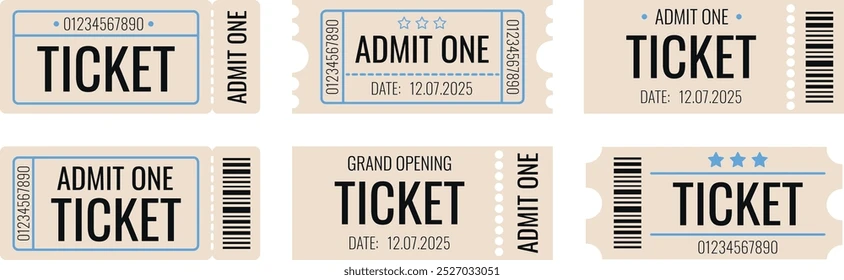 01234567890
TICKET
ADMIT ONE
01234567890
ADMIT ONE
DATE: 12.07.2025
01234567890
ADMIT ONE
TICKET
DATE: 12.07.2025
01234567890
ADMIT ONE
TICKET
GRAND OPENING
TICKET
DATE: 12.07.2025
ADMIT ONE
TICKET
01234567890
shutterstock.com · 2527033051